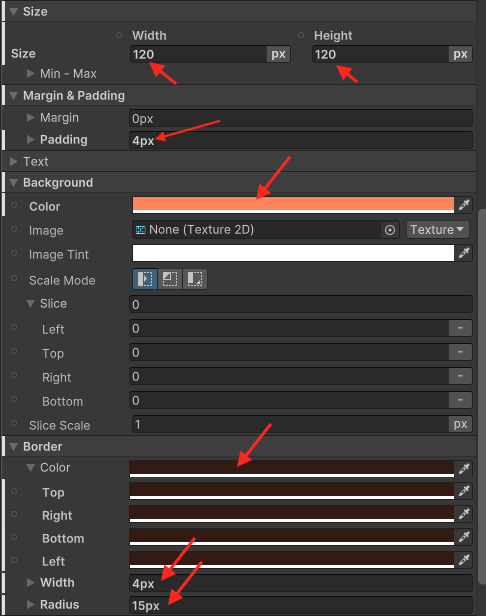 Size
Width Height
Size 120 px 120 px
Min - Max
Margin & Padding
Margin 0px
Padding 4px
Text
Background
Color
Image None (Texture 2D) Texture
Image Tint
Scale Mode
Slice 0
Left 0 -
Top 0 -
Right 0 -
Bottom 0 -
Slice Scale 1 px
Border
Color
Top
Right
Bottom
Left
Width 4px
Radius 15px